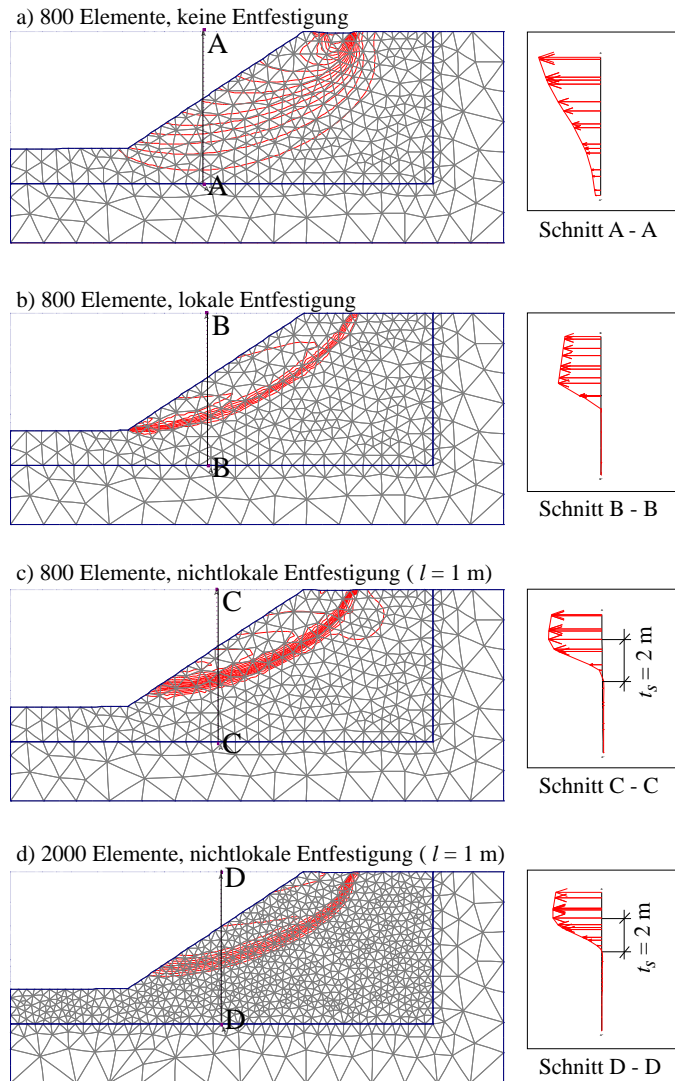 a) 800 Elemente, keine Entfestigung
A
A
Schnitt A - A
b) 800 Elemente, lokale Entfestigung
B
B
Schnitt B - B
c) 800 Elemente, nichtlokale Entfestigung ( l = 1 m)
C
C
t_s = 2 m
Schnitt C - C
d) 2000 Elemente, nichtlokale Entfestigung ( l = 1 m)
D
D
t_s = 2 m
Schnitt D - D